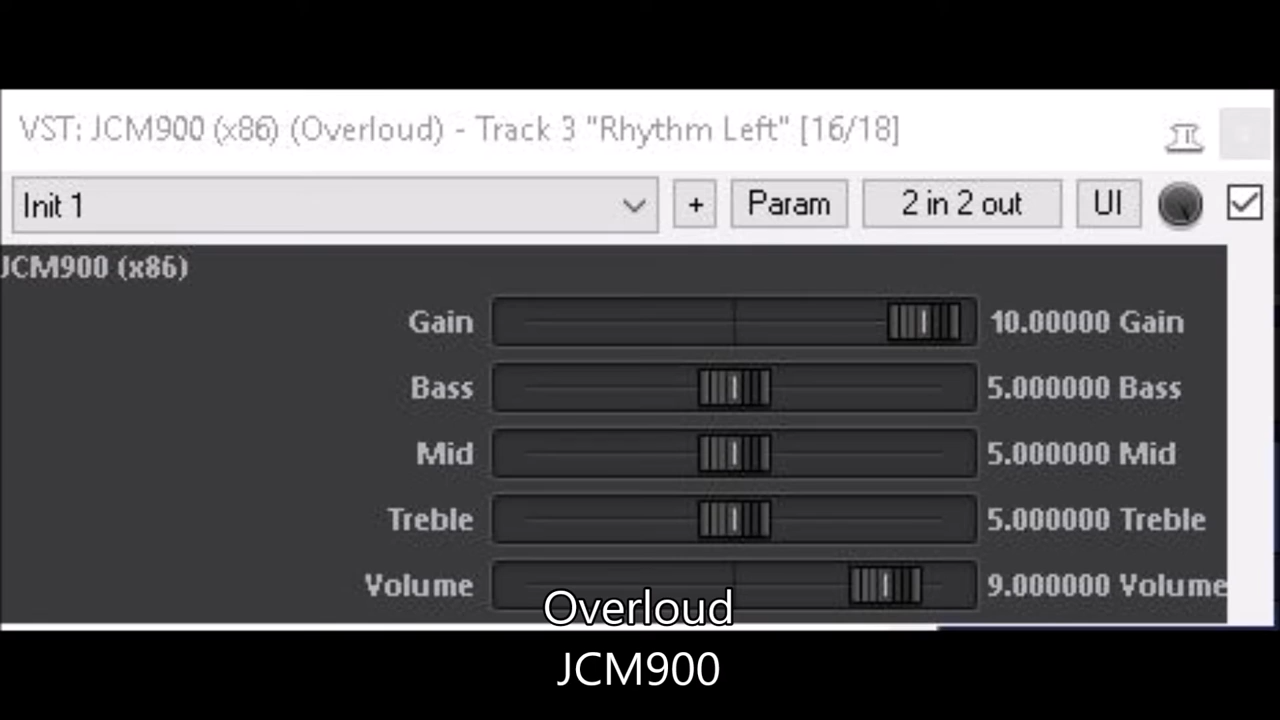 VST: JCM900 (x86) (Overloud) - Track 3 "Rhythm Left" [16/18]
Init 1 + Param 2 in 2 out UI
JCM900 (x86)
Gain 10.00000 Gain
Bass 5.000000 Bass
Mid 5.000000 Mid
Treble 5.000000 Treble
Volume 9.000000 Volume
Overloud
JCM900